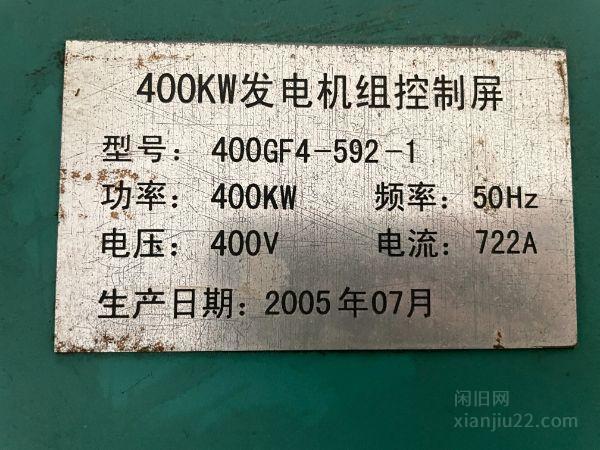 400KW发电机组控制屏
型号：400GF4-592-1
功率：400KW 频率：50Hz
电压：400V 电流：722A
生产日期：2005年07月
闲旧网
xianjiu22.com